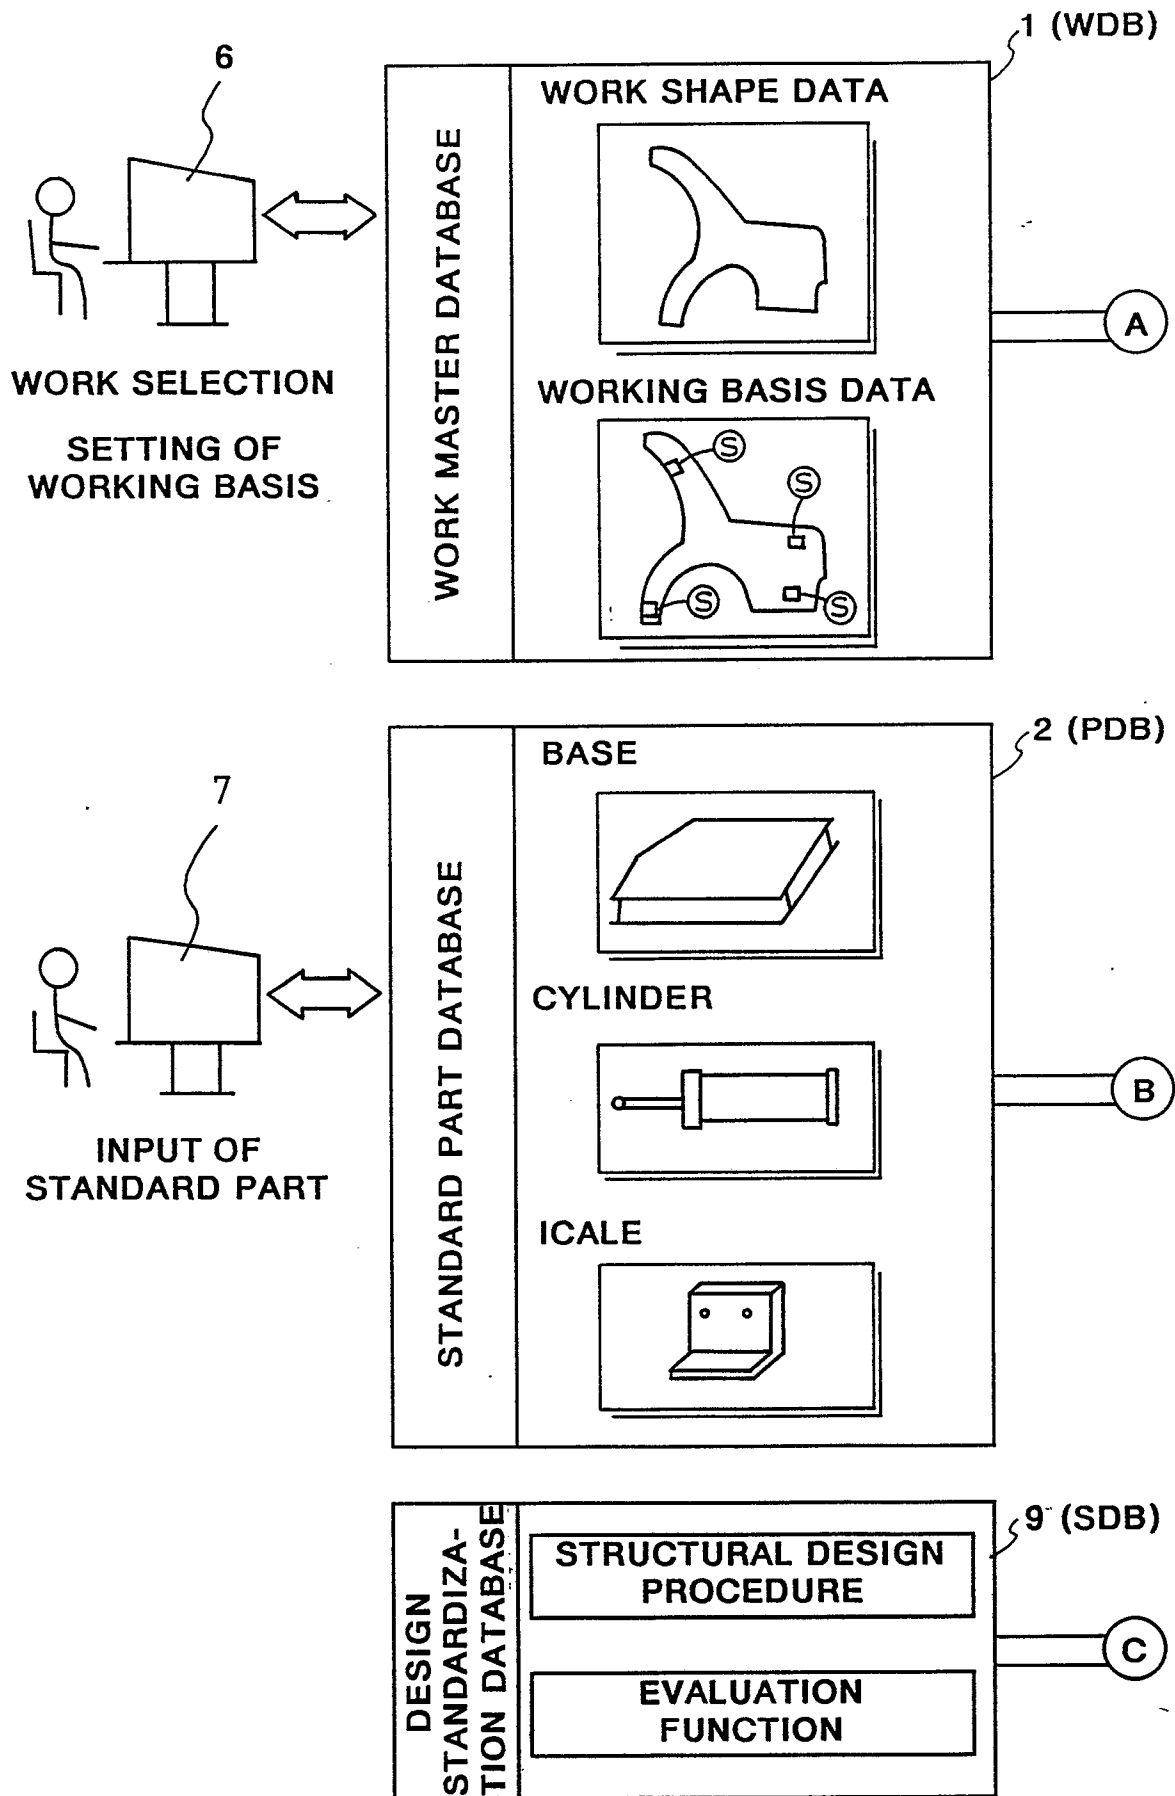 1 (WDB)
6
WORK MASTER DATABASE
WORK SHAPE DATA
A
WORK SELECTION
SETTING OF
WORKING BASIS
WORKING BASIS DATA
S
S
S
S
2 (PDB)
7
STANDARD PART DATABASE
BASE
CYLINDER
B
INPUT OF
STANDARD PART
ICALE
9 (SDB)
DESIGN
STANDARDIZA-
TION DATABASE
STRUCTURAL DESIGN
PROCEDURE
C
EVALUATION
FUNCTION